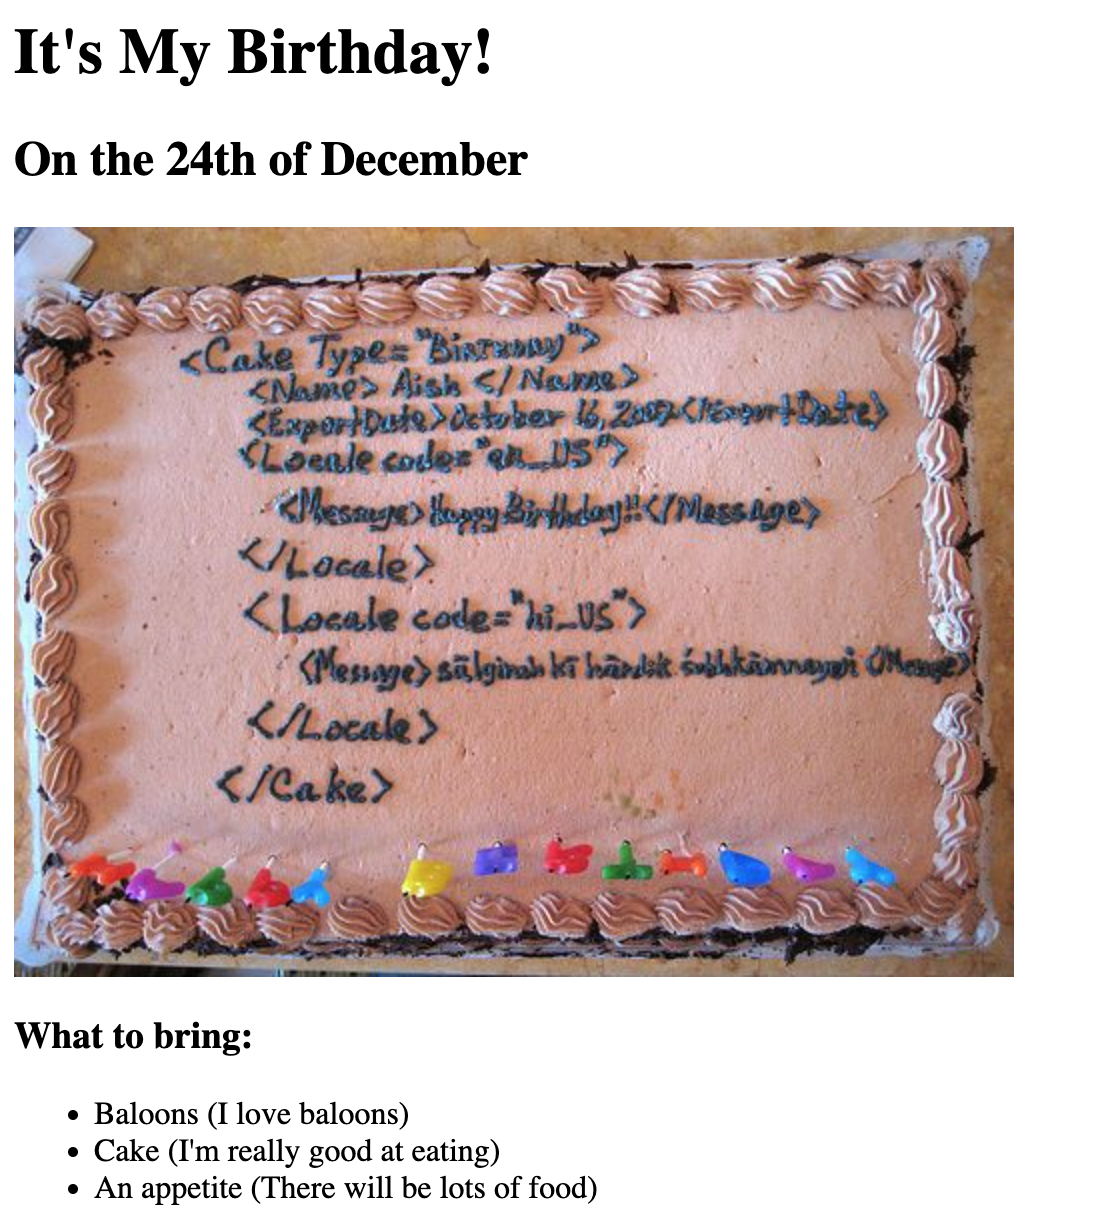 It's My Birthday!
On the 24th of December
<Cake Type="Birthday">
<Name> Aish </Name>
<ExportDate> October 16, 2007 </ExportDate>
<Locale code="en_US">
<Message> Happy Birthday!! </Message>
</Locale>
<Locale code="hi_US">
<Message> sālgirah kī hārdik śubhkāmnāyeṅ </Message>
</Locale>
</Cake>
What to bring:
• Baloons (I love baloons)
• Cake (I'm really good at eating)
• An appetite (There will be lots of food)